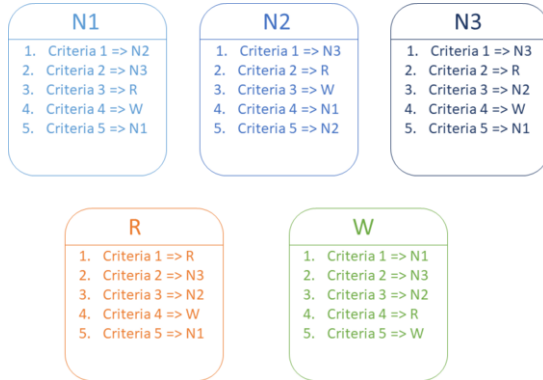 N1
1. Criteria 1 => N2
2. Criteria 2 => N3
3. Criteria 3 => R
4. Criteria 4 => W
5. Criteria 5 => N1
N2
1. Criteria 1 => N3
2. Criteria 2 => R
3. Criteria 3 => W
4. Criteria 4 => N1
5. Criteria 5 => N2
N3
1. Criteria 1 => N3
2. Criteria 2 => R
3. Criteria 3 => N2
4. Criteria 4 => W
5. Criteria 5 => N1
R
1. Criteria 1 => R
2. Criteria 2 => N3
3. Criteria 3 => N2
4. Criteria 4 => W
5. Criteria 5 => N1
W
1. Criteria 1 => N1
2. Criteria 2 => N3
3. Criteria 3 => N2
4. Criteria 4 => R
5. Criteria 5 => W